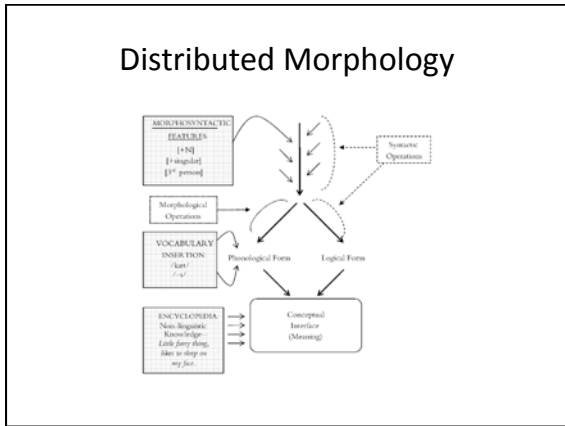 Distributed Morphology
MORPHOSYNTACTIC
FEATURES
[+N]
[+singular]
[3rd person]
Syntactic
Operations
Morphological
Operations
VOCABULARY
INSERTION:
/kæt/
/-s/
Phonological Form
Logical Form
ENCYCLOPEDIA
Non-linguistic
Knowledge--
Little furry thing,
likes to sleep on
my face.
Conceptual
Interface
(Meaning)